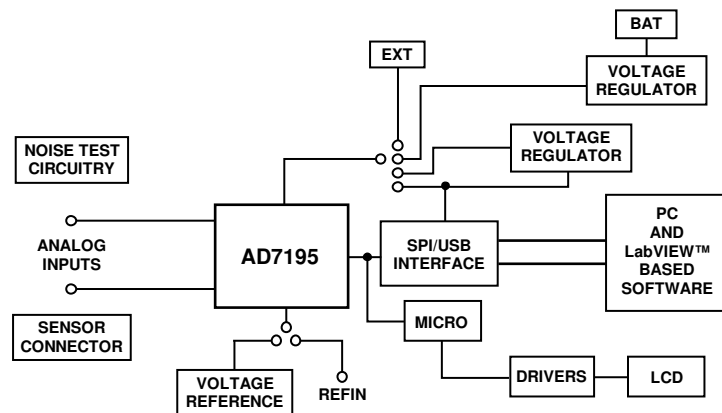 BAT
EXT
VOLTAGE
REGULATOR
NOISE TEST
CIRCUITRY
VOLTAGE
REGULATOR
ANALOG
INPUTS
AD7195
SPI/USB
INTERFACE
PC
AND
LabVIEW™
BASED
SOFTWARE
SENSOR
CONNECTOR
MICRO
VOLTAGE
REFERENCE
REFIN
DRIVERS
LCD